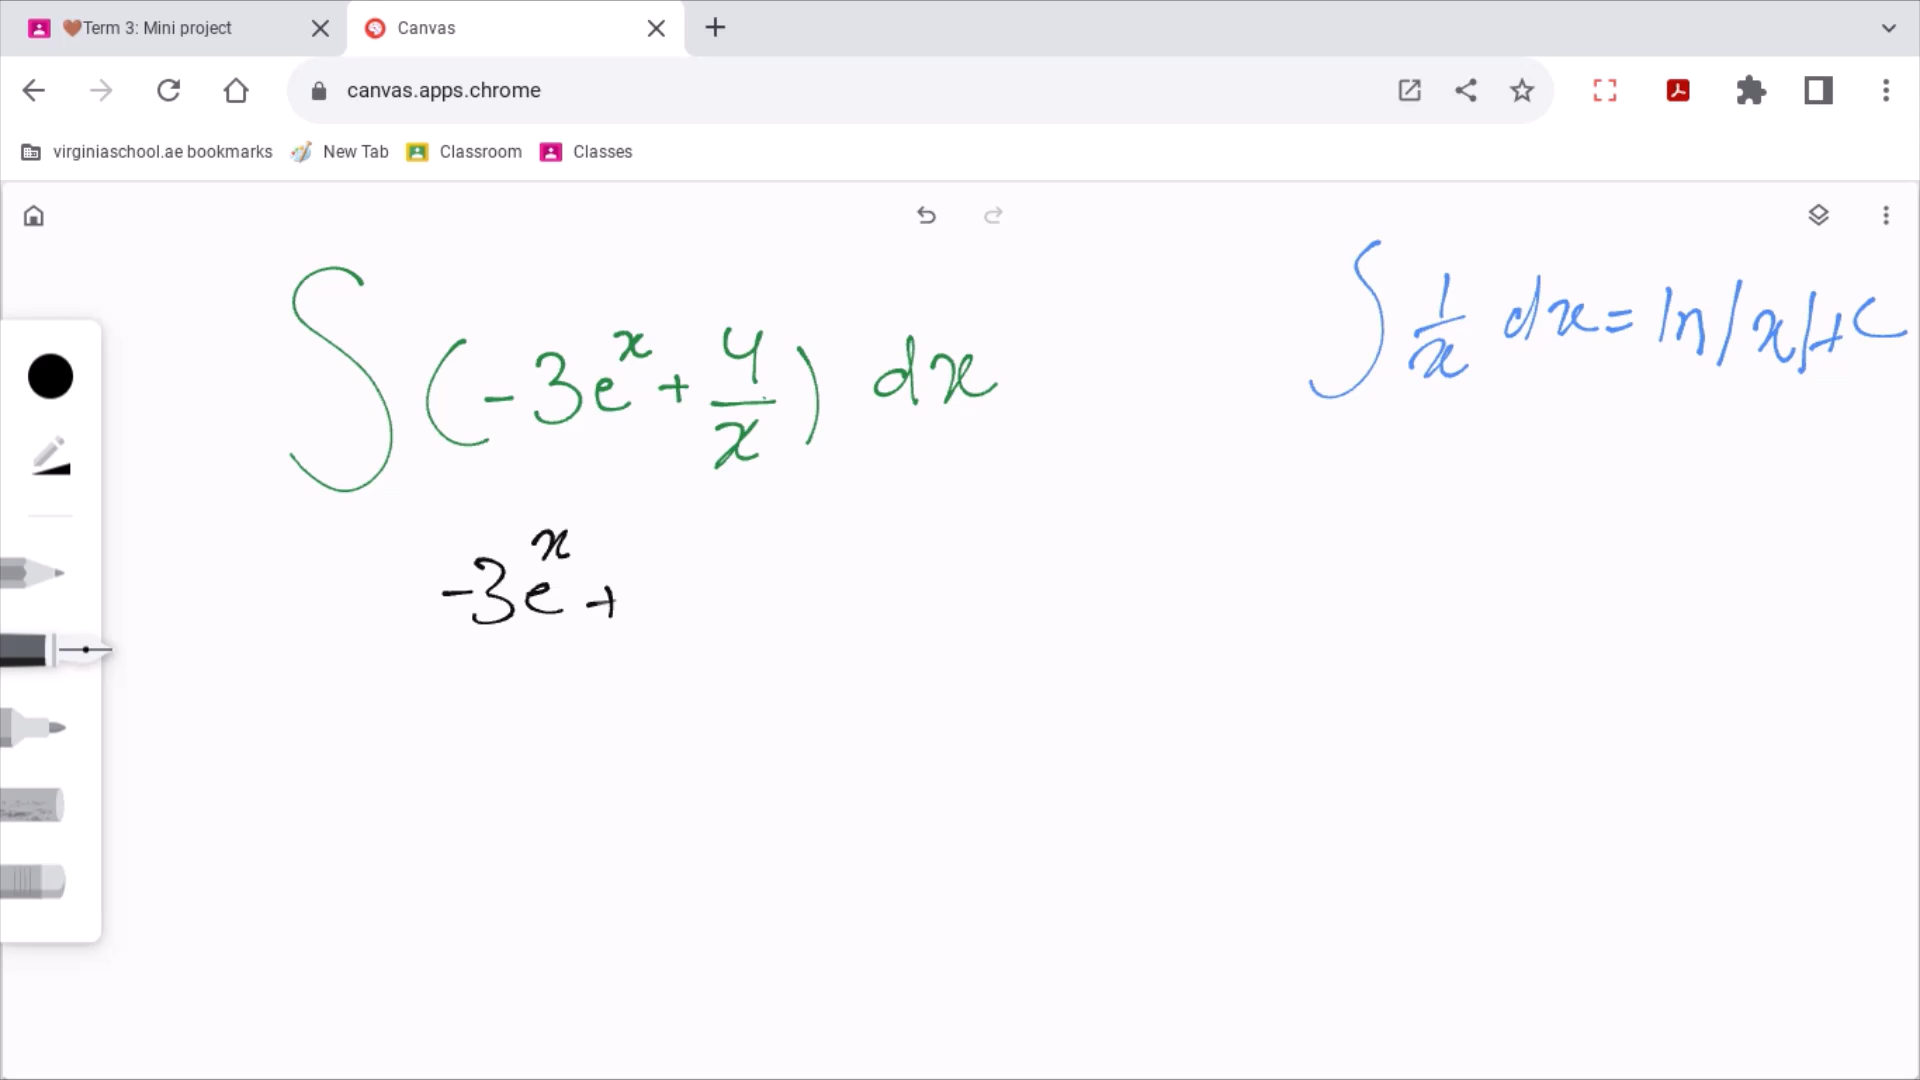 🤎Term 3: Mini project
Canvas
canvas.apps.chrome
virginiaschool.ae bookmarks New Tab Classroom Classes
∫ (-3e^x + 4/x) dx
∫ 1/x dx = ln|x|+c
-3e^x +